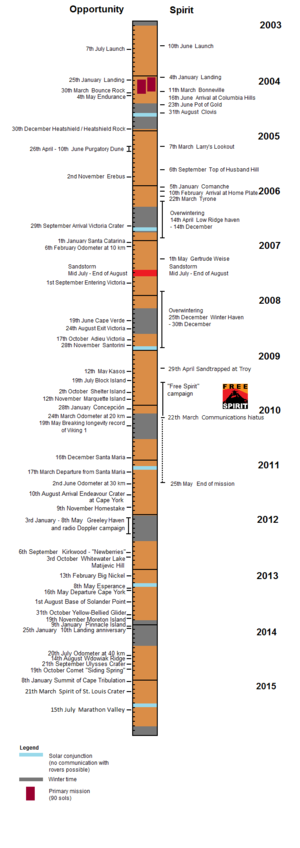 Opportunity Spirit
2003
7th July Launch
10th June Launch
2004
25th January Landing
4th January Landing
30th March Bounce Rock
4th May Endurance
11th March Bonneville
16th June Arrival at Columbia Hills
23th June Pot of Gold
31th August Clovis
30th December Heatshield / Heatshield Rock
2005
26th April - 10th June Purgatory Dune
7th March Larry's Lookout
2nd November Erebus
6th September Top of Husband Hill
2006
5th January Comanche
10th February Arrival at Home Plate
22th March Tyrone
29th September Arrival Victoria Crater
Overwintering
14th April Low Ridge haven
- 14th December
2007
1th January Santa Catarina
6th February Odometer at 10 km
1th May Gertrude Weise
Sandstorm
Mid July - End of August
Sandstorm
Mid July - End of August
1st September Entering Victoria
2008
Overwintering
25th December Winter Haven
- 30th December
19th June Cape Verde
24th August Exit Victoria
17th October Adieu Victoria
28th November Santorini
2009
12th May Kasos
29th April Sandtrapped at Troy
19th July Block Island
"Free Spirit"
campaign
FREE
SPIRIT
2th October Shelter Island
12th November Marquette Island
2010
28th January Concepción
24th March Odometer at 20 km
19th May Breaking longevity record
of Viking 1
22th March Communications hiatus
16th December Santa Maria
2011
17th March Departure from Santa Maria
2nd June Odometer at 30 km
25th May End of mission
10th August Arrival Endeavour Crater
at Cape York
9th November Homestake
2012
3rd January - 8th May Greeley Haven
and radio Doppler campaign
6th September Kirkwood - "Newberries"
3rd October Whitewater Lake
Matijevic Hill
2013
13th February Big Nickel
8th May Esperance
16th May Departure Cape York
1st August Base of Solander Point
31th October Yellow-Bellied Glider
19th November Moreton Island
9th January Pinnacle Island
25th January 10th Landing anniversary
2014
20th July Odometer at 40 km
14th August Wdowiak Ridge
21th September Ulysses Crater
19th October Comet "Siding Spring"
8th January Summit of Cape Tribulation
2015
21th March Spirit of St. Louis Crater
15th July Marathon Valley
Legend
Solar conjunction
(no communication with
rovers possible)
Winter time
Primary mission
(90 sols)